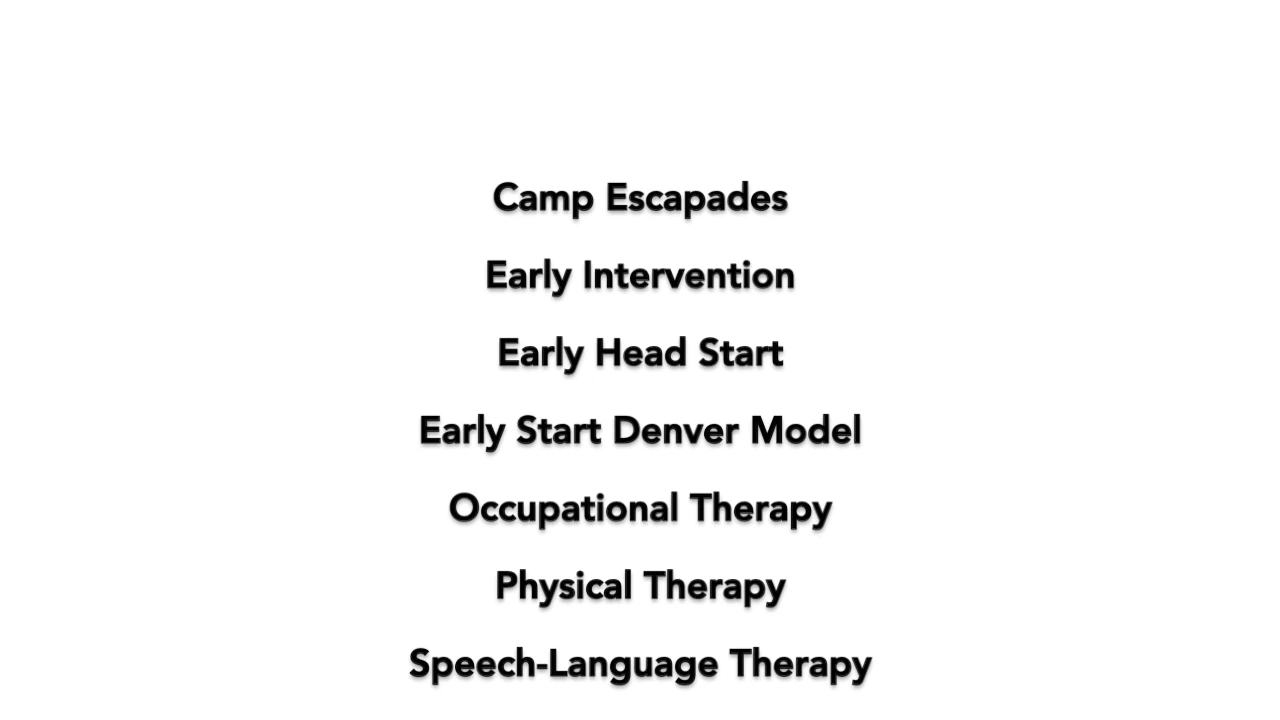 Camp Escapades
Early Intervention
Early Head Start
Early Start Denver Model
Occupational Therapy
Physical Therapy
Speech-Language Therapy